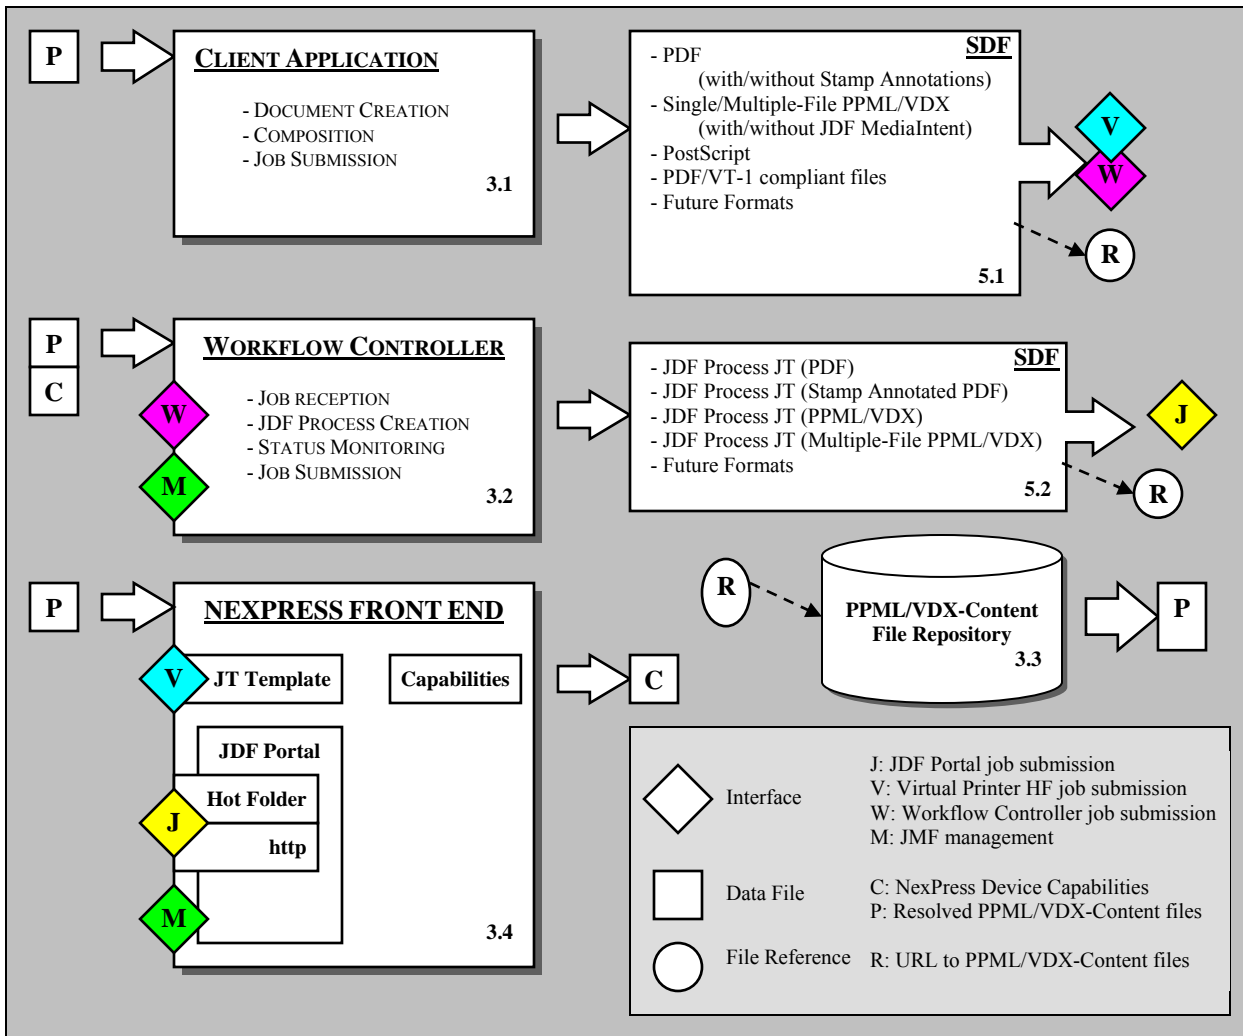 P
CLIENT APPLICATION
- DOCUMENT CREATION
- COMPOSITION
- JOB SUBMISSION
3.1
SDF
- PDF
(with/without Stamp Annotations)
- Single/Multiple-File PPML/VDX
(with/without JDF MediaIntent)
- PostScript
- PDF/VT-1 compliant files
- Future Formats
5.1
V
W
R
P
C
WORKFLOW CONTROLLER
- JOB RECEPTION
- JDF PROCESS CREATION
- STATUS MONITORING
- JOB SUBMISSION
3.2
W
M
SDF
- JDF Process JT (PDF)
- JDF Process JT (Stamp Annotated PDF)
- JDF Process JT (PPML/VDX)
- JDF Process JT (Multiple-File PPML/VDX)
- Future Formats
5.2
J
R
P
NEXPRESS FRONT END
V
JT Template
Capabilities
JDF Portal
Hot Folder
J
http
M
3.4
C
R
PPML/VDX-Content
File Repository
3.3
P
Interface
J: JDF Portal job submission
V: Virtual Printer HF job submission
W: Workflow Controller job submission
M: JMF management
Data File
C: NexPress Device Capabilities
P: Resolved PPML/VDX-Content files
File Reference
R: URL to PPML/VDX-Content files